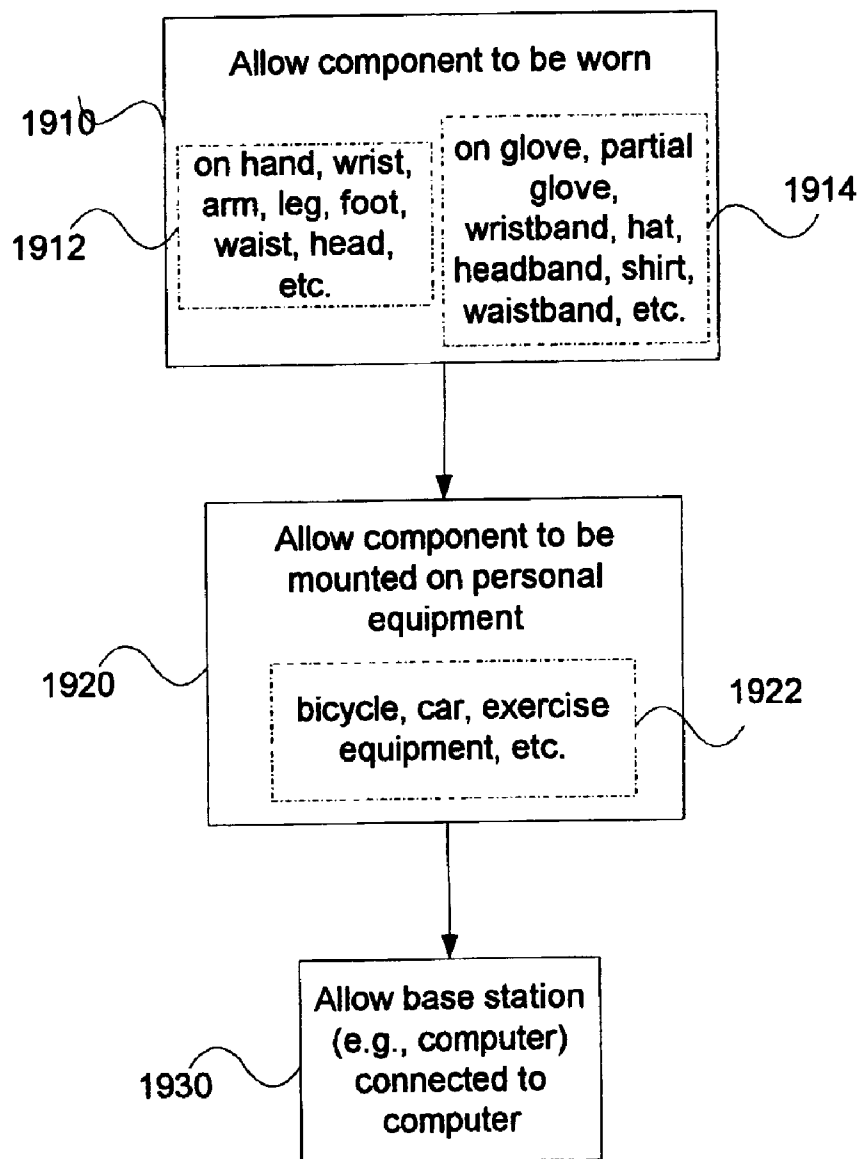 Allow component to be worn
1910
on hand, wrist,
arm, leg, foot,
waist, head,
etc.
1912
on glove, partial
glove,
wristband, hat,
headband, shirt,
waistband, etc.
1914
Allow component to be
mounted on personal
equipment
1920
bicycle, car, exercise
equipment, etc.
1922
Allow base station
(e.g., computer)
connected to
computer
1930